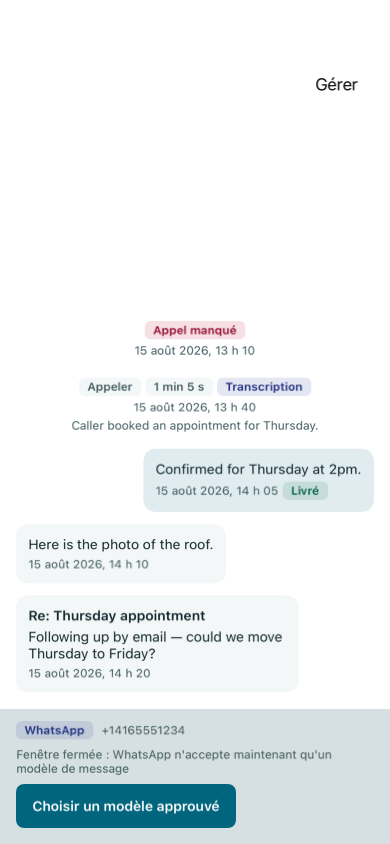 Gérer
Appel manqué
15 août 2026, 13 h 10
Appeler 1 min 5 s Transcription
15 août 2026, 13 h 40
Caller booked an appointment for Thursday.
Confirmed for Thursday at 2pm.
15 août 2026, 14 h 05 Livré
Here is the photo of the roof.
15 août 2026, 14 h 10
Re: Thursday appointment
Following up by email — could we move
Thursday to Friday?
15 août 2026, 14 h 20
WhatsApp +14165551234
Fenêtre fermée : WhatsApp n'accepte maintenant qu'un
modèle de message
Choisir un modèle approuvé